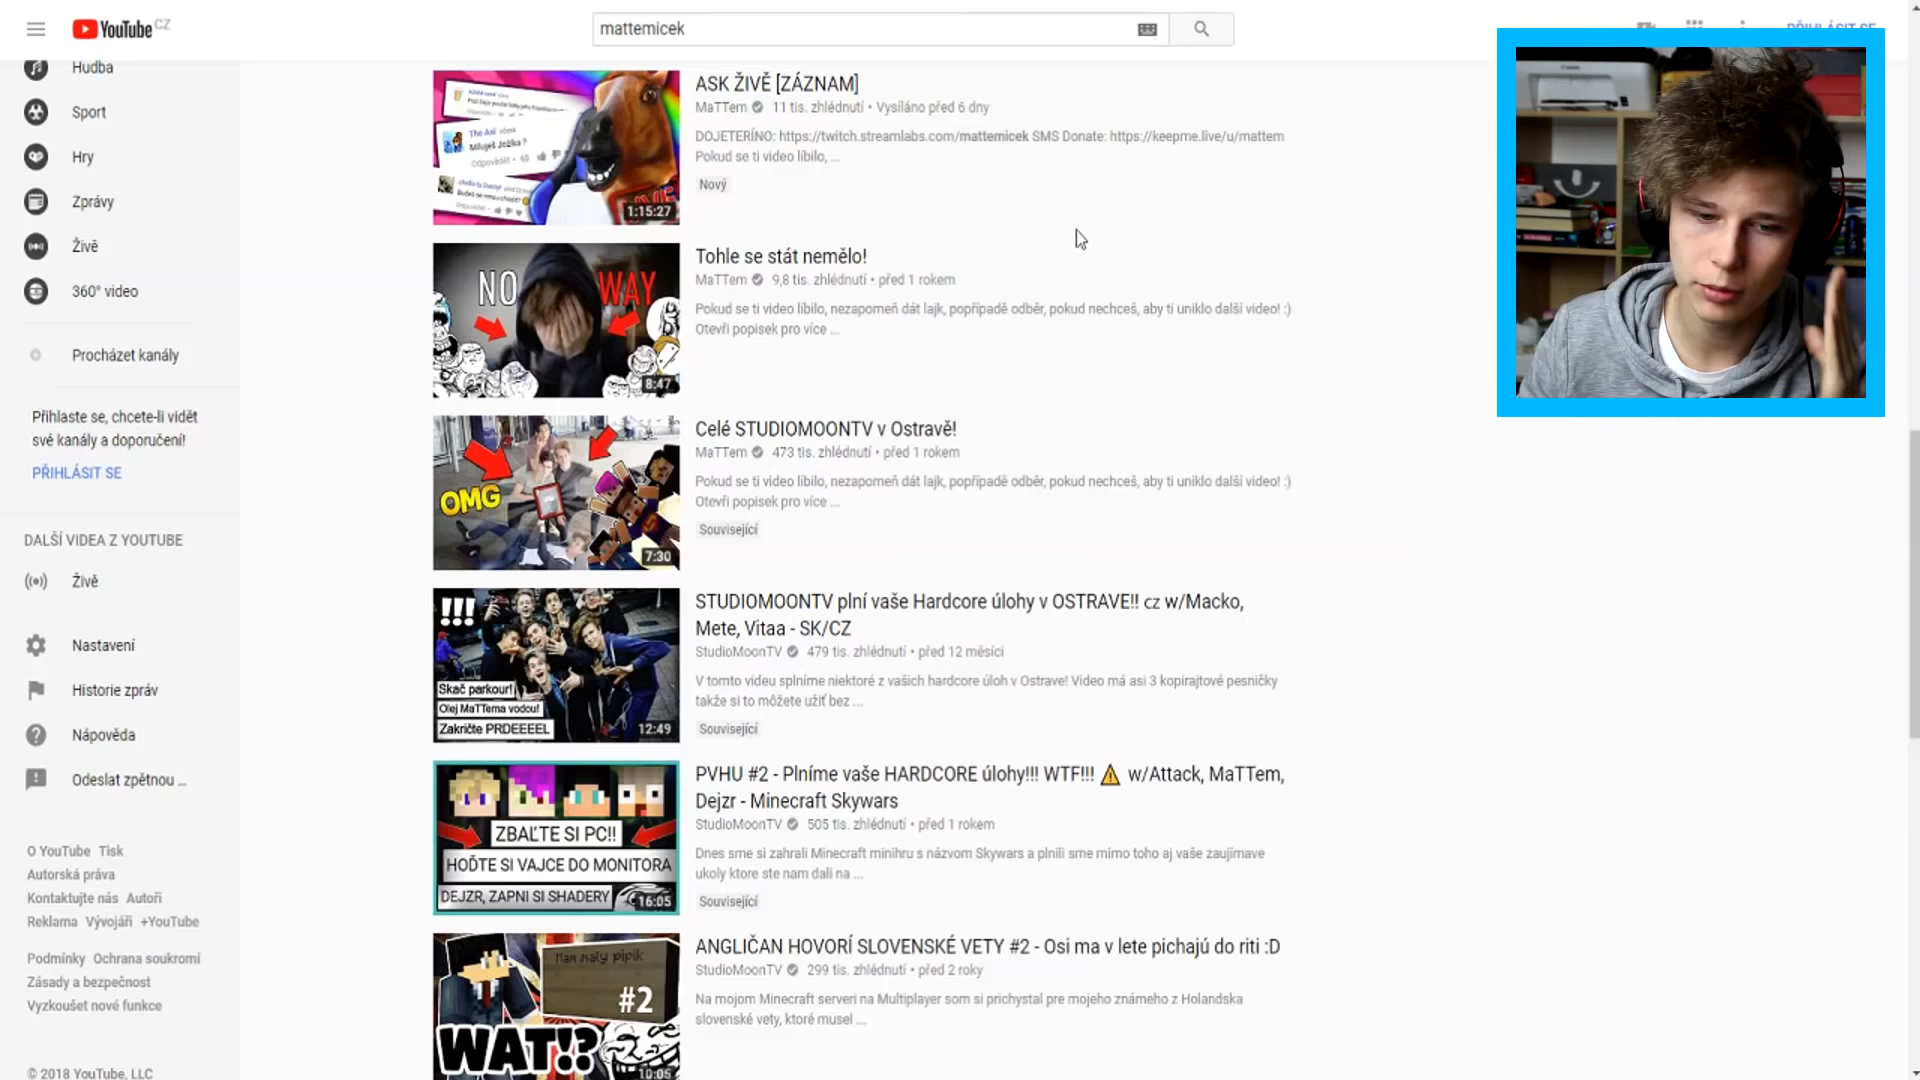 YouTube CZ
mattemicek
PŘIHLÁSIT SE
Hudba
Sport
Hry
Zprávy
Živě
360° video
Procházet kanály
Přihlaste se, chcete-li vidět
své kanály a doporučení!
PŘIHLÁSIT SE
DALŠÍ VIDEA Z YOUTUBE
Živě
Nastavení
Historie zpráv
Nápověda
Odeslat zpětnou ...
O YouTube Tisk
Autorská práva
Kontaktujte nás Autoři
Reklama Vývojáři +YouTube
Podmínky Ochrana soukromí
Zásady a bezpečnost
Vyzkoušet nové funkce
© 2018 YouTube, LLC
Miluješ Jožika ?
Odpovědět • 65
1:15:27
ASK ŽIVĚ [ZÁZNAM]
MaTTem 11 tis. zhlédnutí • Vysíláno před 6 dny
DOJETERÍNO: https://twitch.streamlabs.com/mattemicek SMS Donate: https://keepme.live/u/mattem
Pokud se ti video líbilo, ...
Nový
NO WAY
8:47
Tohle se stát nemělo!
MaTTem 9,8 tis. zhlédnutí • před 1 rokem
Pokud se ti video líbilo, nezapomeň dát lajk, popřípadě odběr, pokud nechceš, aby ti uniklo další video! :)
Otevři popisek pro více ...
OMG
7:30
Celé STUDIOMOONTV v Ostravě!
MaTTem 473 tis. zhlédnutí • před 1 rokem
Pokud se ti video líbilo, nezapomeň dát lajk, popřípadě odběr, pokud nechceš, aby ti uniklo další video! :)
Otevři popisek pro více ...
Související
!!!
Skač parkour!
Olej MaTTema vodou!
Zakričte PRDEEEEL
12:49
STUDIOMOONTV plní vaše Hardcore úlohy v OSTRAVE!! cz w/Macko,
Mete, Vitaa - SK/CZ
StudioMoonTV 479 tis. zhlédnutí • před 12 měsíci
V tomto videu splníme niektoré z vašich hardcore úloh v Ostrave! Video má asi 3 kopirajtové pesničky
takže si to môžete užiť bez ...
Související
ZBAĽTE SI PC!!
HOĎTE SI VAJCE DO MONITORA
DEJZR, ZAPNI SI SHADERY
16:05
PVHU #2 - Plníme vaše HARDCORE úlohy!!! WTF!!! ⚠ w/Attack, MaTTem,
Dejzr - Minecraft Skywars
StudioMoonTV 505 tis. zhlédnutí • před 1 rokem
Dnes sme si zahrali Minecraft minihru s názvom Skywars a plnili sme mimo toho aj vaše zaujímave
ukoly ktore ste nam dali na ...
Související
Mam maly pipik
#2
WAT!?
10:05
ANGLIČAN HOVORÍ SLOVENSKÉ VETY #2 - Osi ma v lete pichajú do riti :D
StudioMoonTV 299 tis. zhlédnutí • před 2 roky
Na mojom Minecraft serveri na Multiplayer som si prichystal pre mojeho známeho z Holandska
slovenské vety, ktoré musel ...